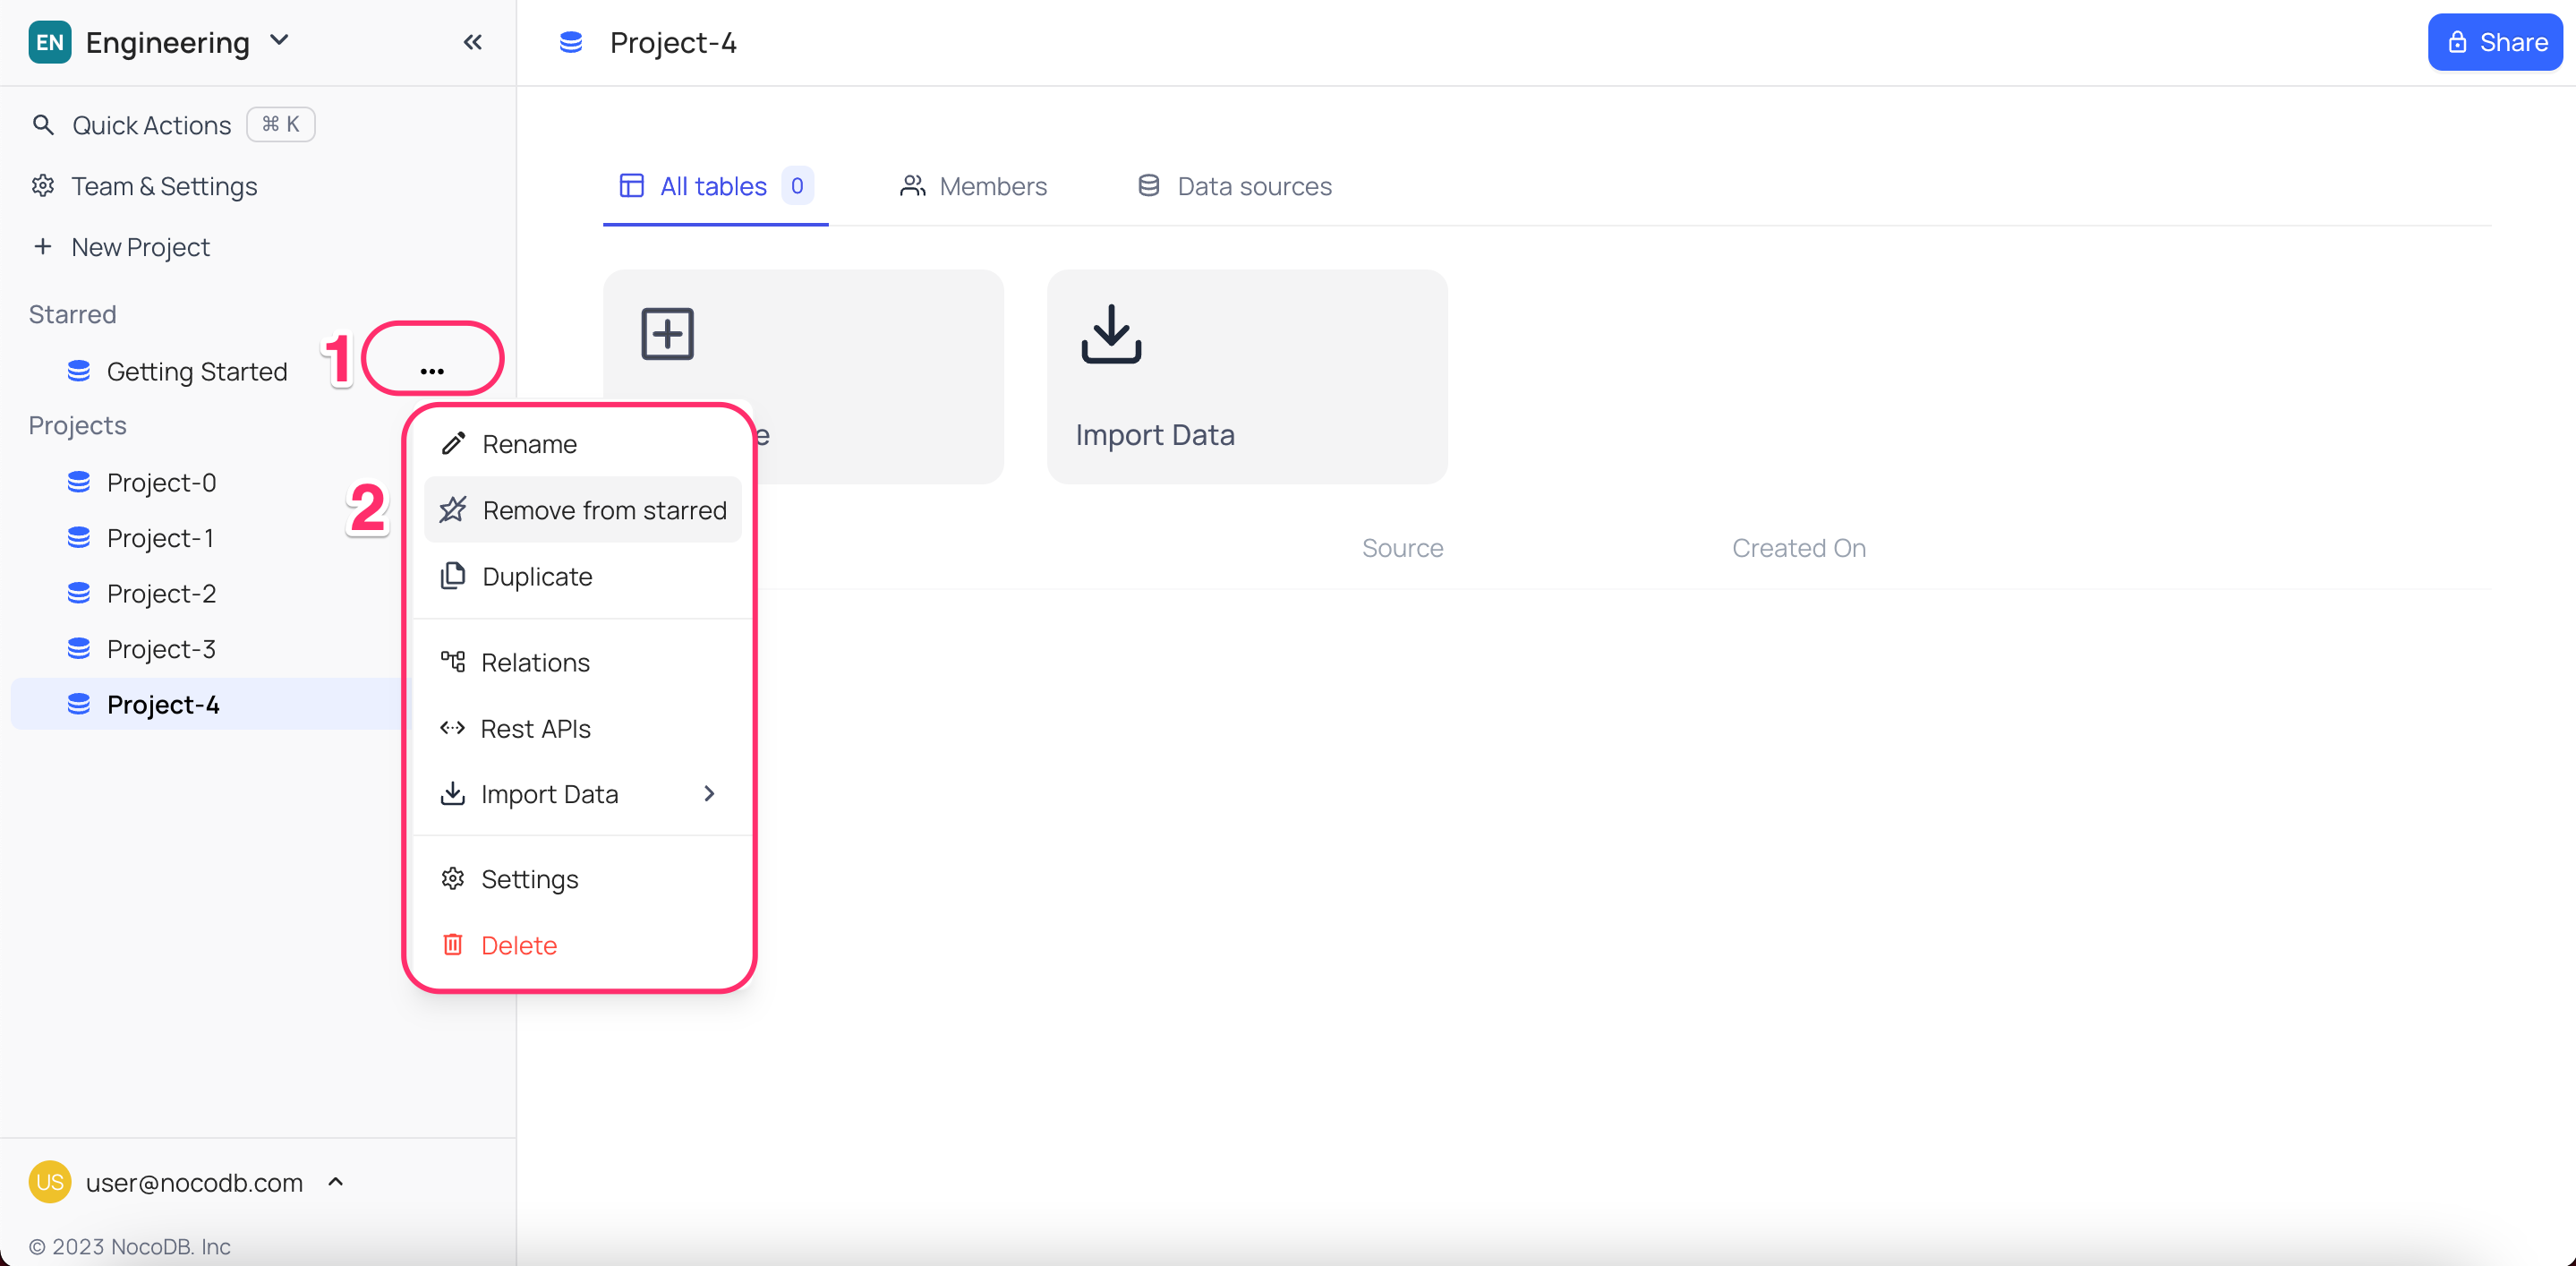 EN Engineering
Project-4
Share
Quick Actions ⌘ K
Team & Settings
New Project
All tables 0
Members
Data sources
Starred
Getting Started
1
...
Projects
Project-0
Project-1
Project-2
Project-3
Project-4
2
Rename
Remove from starred
Duplicate
Relations
Rest APIs
Import Data
Settings
Delete
Import Data
Source
Created On
US user@nocodb.com
© 2023 NocoDB. Inc